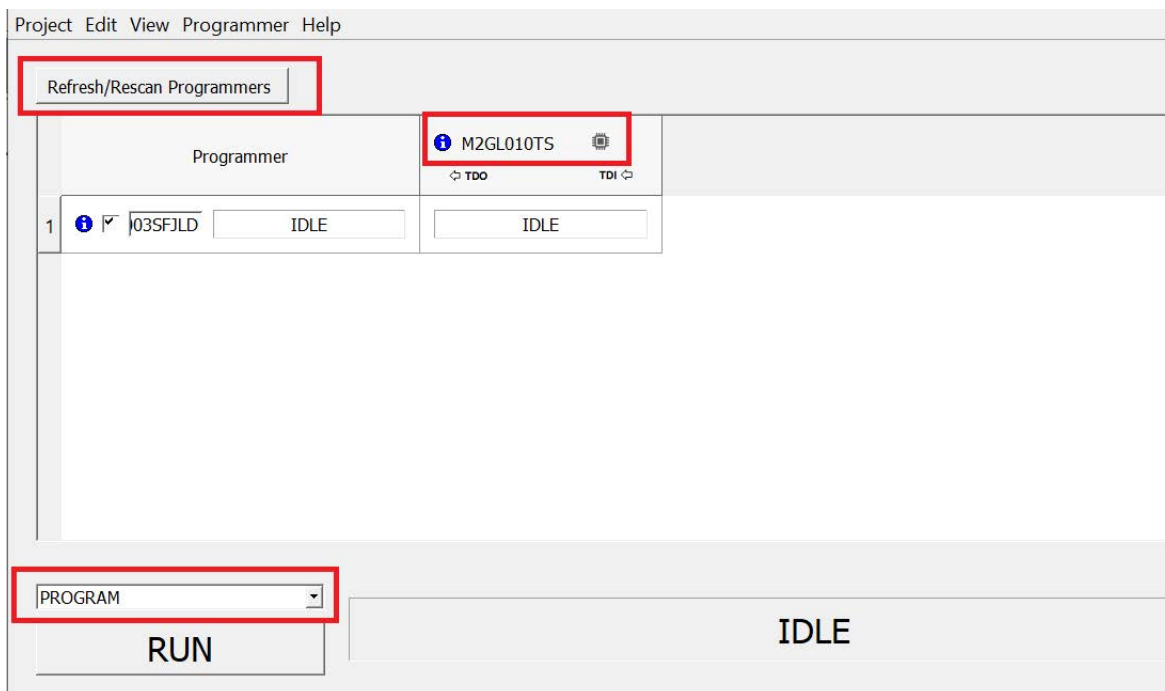 Project Edit View Programmer Help
Refresh/Rescan Programmers
Programmer
M2GL010TS
TDO TDI
1 03SFJLD IDLE IDLE
PROGRAM
RUN
IDLE